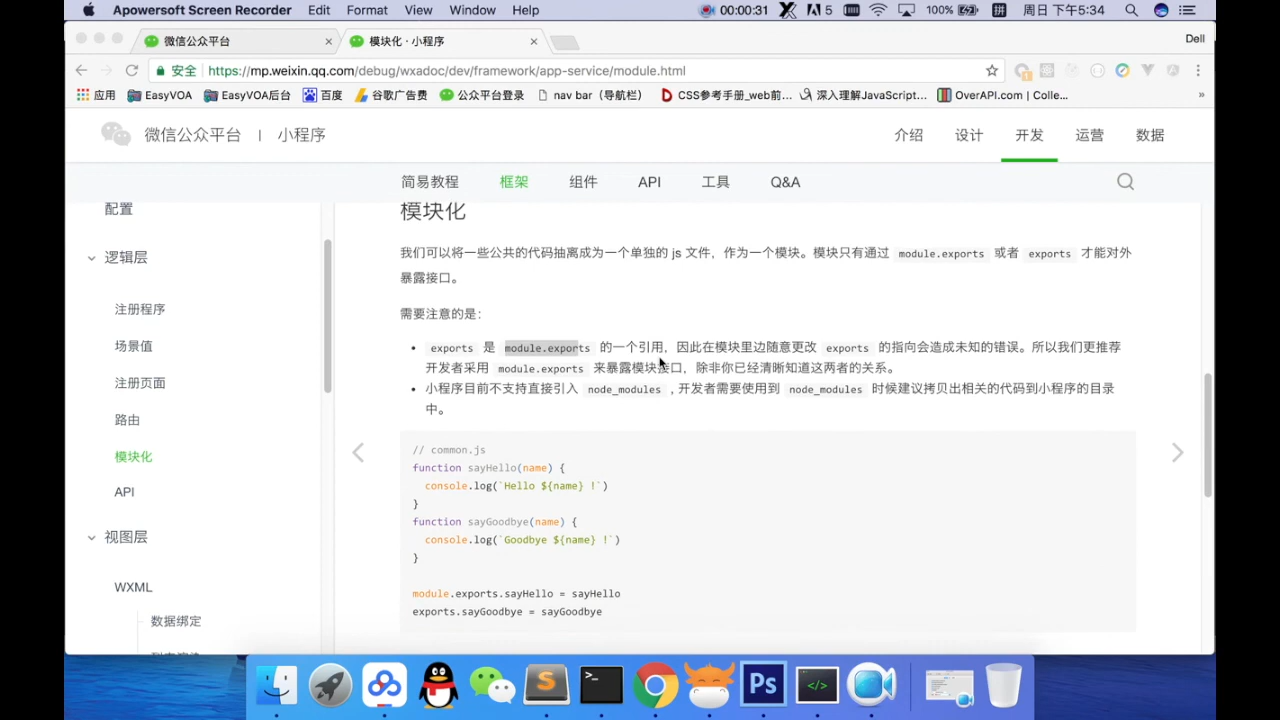 Apowersoft Screen Recorder Edit Format View Window Help 00:00:31 5 100% 拼 周日 下午5:34
微信公众平台 模块化 · 小程序 Dell
安全 https://mp.weixin.qq.com/debug/wxadoc/dev/framework/app-service/module.html
应用 EasyVOA EasyVOA后台 百度 谷歌广告费 公众平台登录 nav bar（导航栏） CSS参考手册_web前... 深入理解JavaScript... OverAPI.com | Colle... »
微信公众平台 | 小程序 介绍 设计 开发 运营 数据
简易教程 框架 组件 API 工具 Q&A
配置
逻辑层
注册程序
场景值
注册页面
路由
模块化
API
视图层
WXML
数据绑定
模块化
我们可以将一些公共的代码抽离成为一个单独的 js 文件，作为一个模块。模块只有通过 module.exports 或者 exports 才能对外
暴露接口。
需要注意的是：
• exports 是 module.exports 的一个引用，因此在模块里边随意更改 exports 的指向会造成未知的错误。所以我们更推荐
开发者采用 module.exports 来暴露模块接口，除非你已经清晰知道这两者的关系。
• 小程序目前不支持直接引入 node_modules , 开发者需要使用到 node_modules 时候建议拷贝出相关的代码到小程序的目录
中。
// common.js
function sayHello(name) {
console.log(`Hello ${name} !`)
}
function sayGoodbye(name) {
console.log(`Goodbye ${name} !`)
}
module.exports.sayHello = sayHello
exports.sayGoodbye = sayGoodbye
S >_ Ps </>